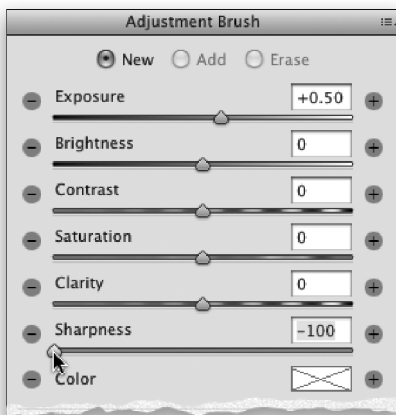 Adjustment Brush
New Add Erase
Exposure +0.50
Brightness 0
Contrast 0
Saturation 0
Clarity 0
Sharpness -100
Color